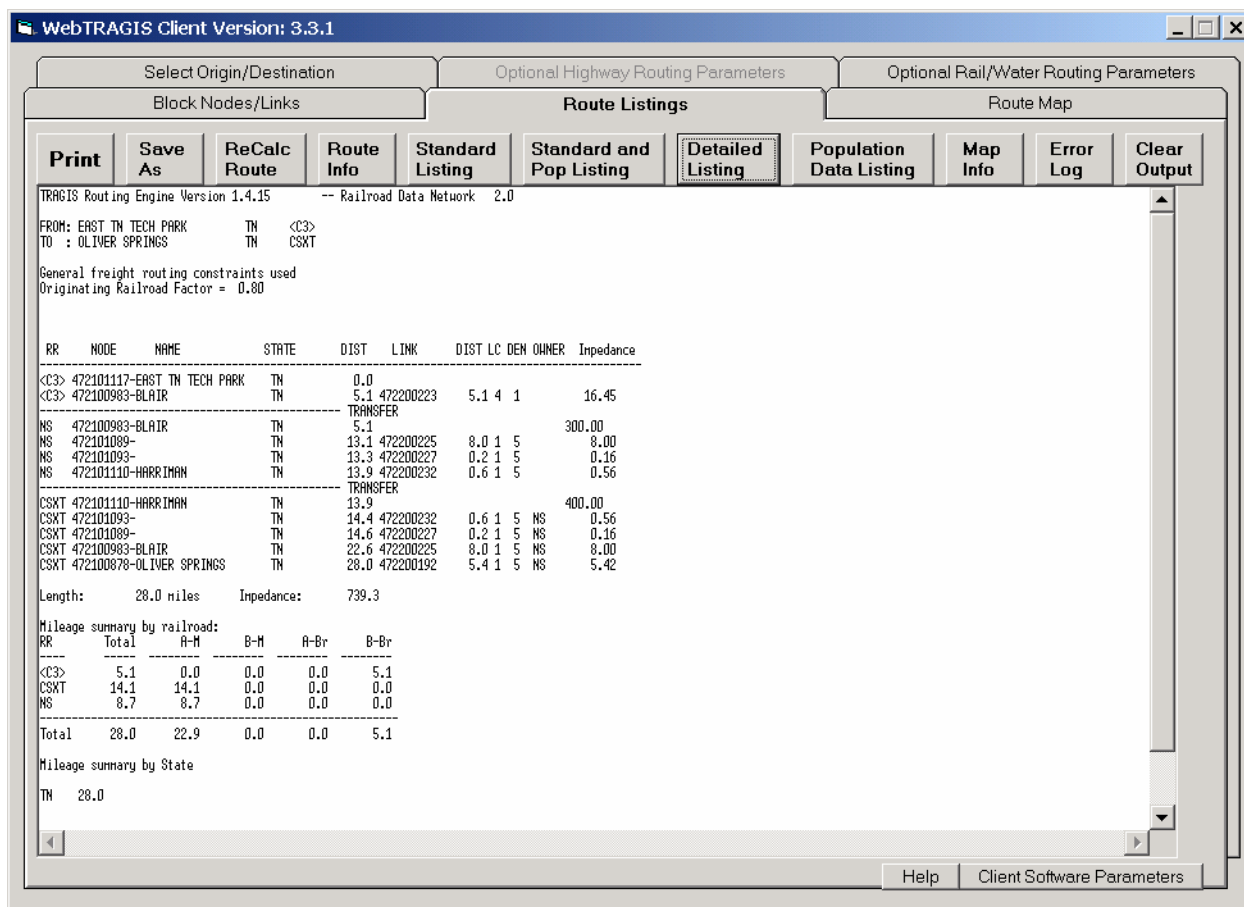 WebTRAGIS Client Version: 3.3.1
Select Origin/Destination Optional Highway Routing Parameters Optional Rail/Water Routing Parameters
Block Nodes/Links Route Listings Route Map
Print Save As ReCalc Route Route Info Standard Listing Standard and Pop Listing Detailed Listing Population Data Listing Map Info Error Log Clear Output
TRAGIS Routing Engine Version 1.4.15 -- Railroad Data Network 2.0
FROM: EAST TN TECH PARK TN <C3>
TO : OLIVER SPRINGS TN CSXT
General freight routing constraints used
Originating Railroad Factor = 0.80
RR NODE NAME STATE DIST LINK DIST LC DEN OWNER Impedance
<C3> 472101117-EAST TN TECH PARK TN 0.0
<C3> 472100983-BLAIR TN 5.1 472200223 5.1 4 1 16.45
TRANSFER
NS 472100983-BLAIR TN 5.1 300.00
NS 472101089- TN 13.1 472200225 8.0 1 5 8.00
NS 472101093- TN 13.3 472200227 0.2 1 5 0.16
NS 472101110-HARRIMAN TN 13.9 472200232 0.6 1 5 0.56
TRANSFER
CSXT 472101110-HARRIMAN TN 13.9 400.00
CSXT 472101093- TN 14.4 472200232 0.6 1 5 NS 0.56
CSXT 472101089- TN 14.6 472200227 0.2 1 5 NS 0.16
CSXT 472100983-BLAIR TN 22.6 472200225 8.0 1 5 NS 8.00
CSXT 472100878-OLIVER SPRINGS TN 28.0 472200192 5.4 1 5 NS 5.42
Length: 28.0 miles Impedance: 739.3
Mileage summary by railroad:
RR Total A-M B-M A-Br B-Br
<C3> 5.1 0.0 0.0 0.0 5.1
CSXT 14.1 14.1 0.0 0.0 0.0
NS 8.7 8.7 0.0 0.0 0.0
Total 28.0 22.9 0.0 0.0 5.1
Mileage summary by State
TN 28.0
Help Client Software Parameters